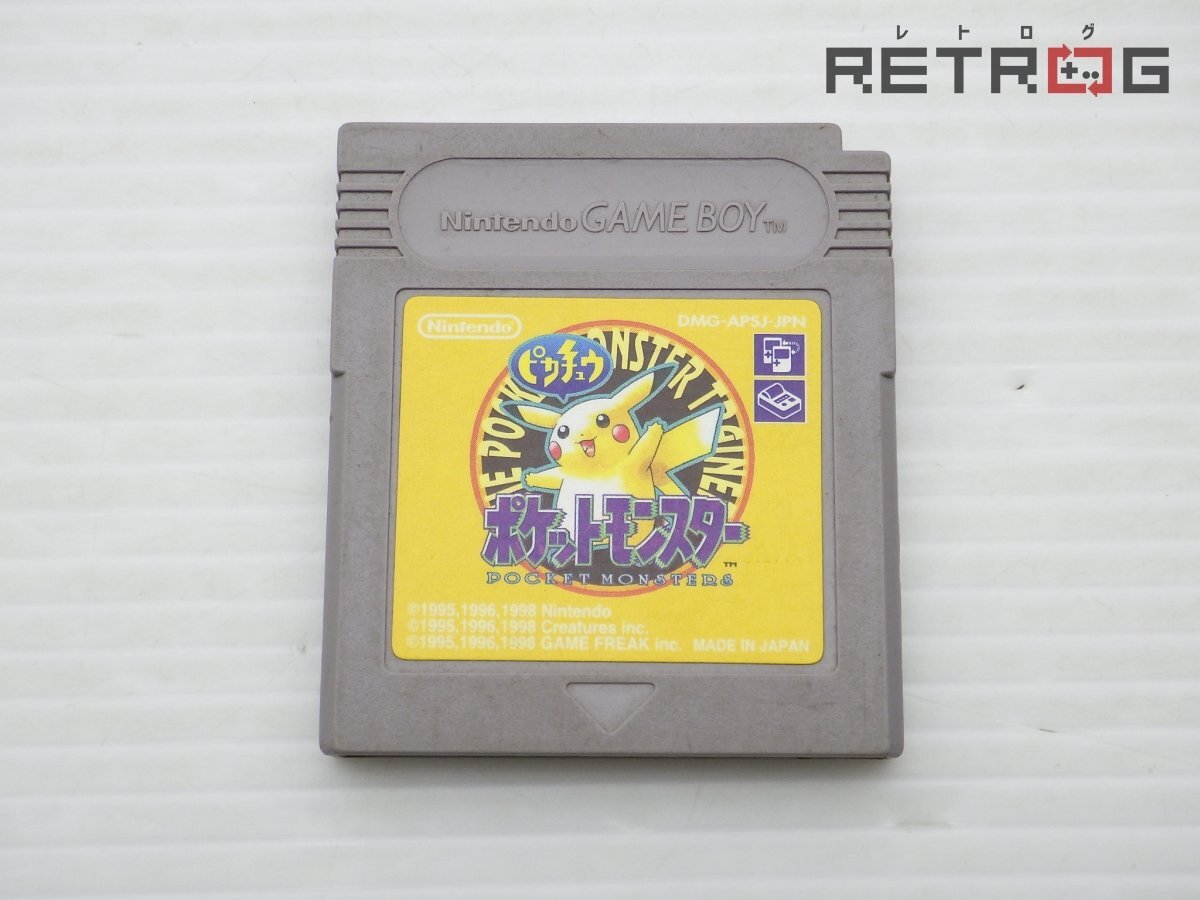 レトログ
RETROG
Nintendo GAME BOY™
Nintendo
DMG-APSJ-JPN
THE POCKET MONSTER TRAINER
ピカチュウ
ポケットモンスター™
POCKET MONSTERS
©1995,1996,1998 Nintendo
©1995,1996,1998 Creatures inc.
©1995,1996,1998 GAME FREAK inc. MADE IN JAPAN